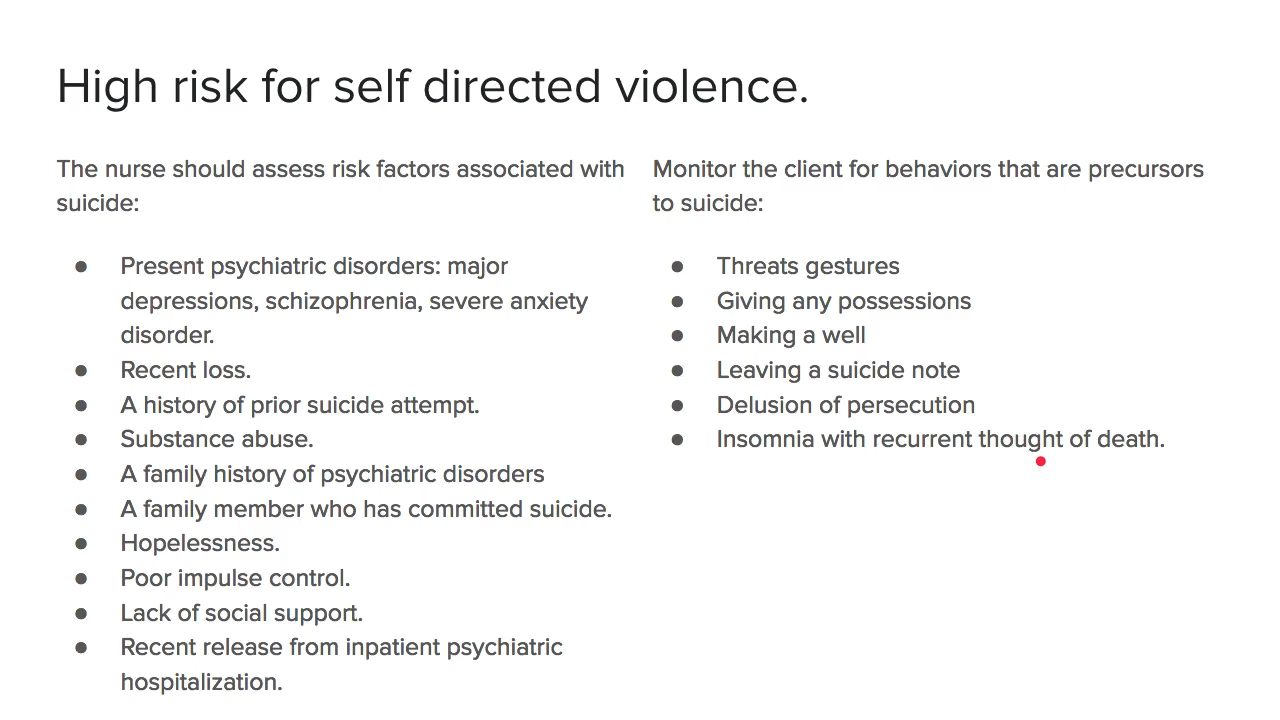 High risk for self directed violence.
The nurse should assess risk factors associated with
suicide:
● Present psychiatric disorders: major
depressions, schizophrenia, severe anxiety
disorder.
● Recent loss.
● A history of prior suicide attempt.
● Substance abuse.
● A family history of psychiatric disorders
● A family member who has committed suicide.
● Hopelessness.
● Poor impulse control.
● Lack of social support.
● Recent release from inpatient psychiatric
hospitalization.
Monitor the client for behaviors that are precursors
to suicide:
● Threats gestures
● Giving any possessions
● Making a well
● Leaving a suicide note
● Delusion of persecution
● Insomnia with recurrent thought of death.